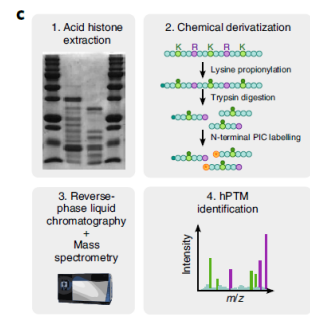 c
1. Acid histone
extraction
2. Chemical derivatization
K R K R K
Lysine propionylation
Trypsin digestion
N-terminal PIC labelling
3. Reverse-
phase liquid
chromatography
+
Mass
spectrometry
4. hPTM
identification
Intensity
m/z